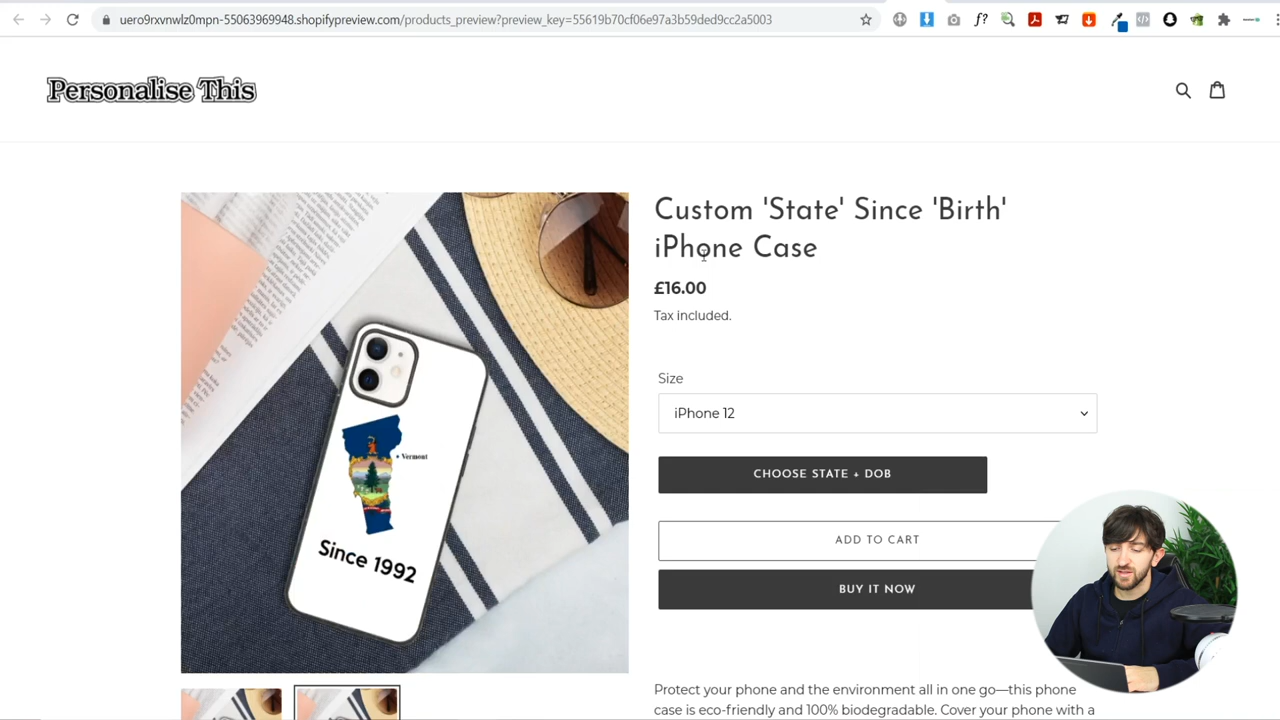 uero9rxvnwlz0mpn-55063969948.shopifypreview.com/products_preview?preview_key=55619b70cf06e97a3b59ded9cc2a5003
f?
Personalise This
Custom 'State' Since 'Birth'
iPhone Case
£16.00
Tax included.
Size
iPhone 12
CHOOSE STATE + DOB
ADD TO CART
BUY IT NOW
Vermont
Since 1992
Protect your phone and the environment all in one go—this phone
case is eco-friendly and 100% biodegradable. Cover your phone with a